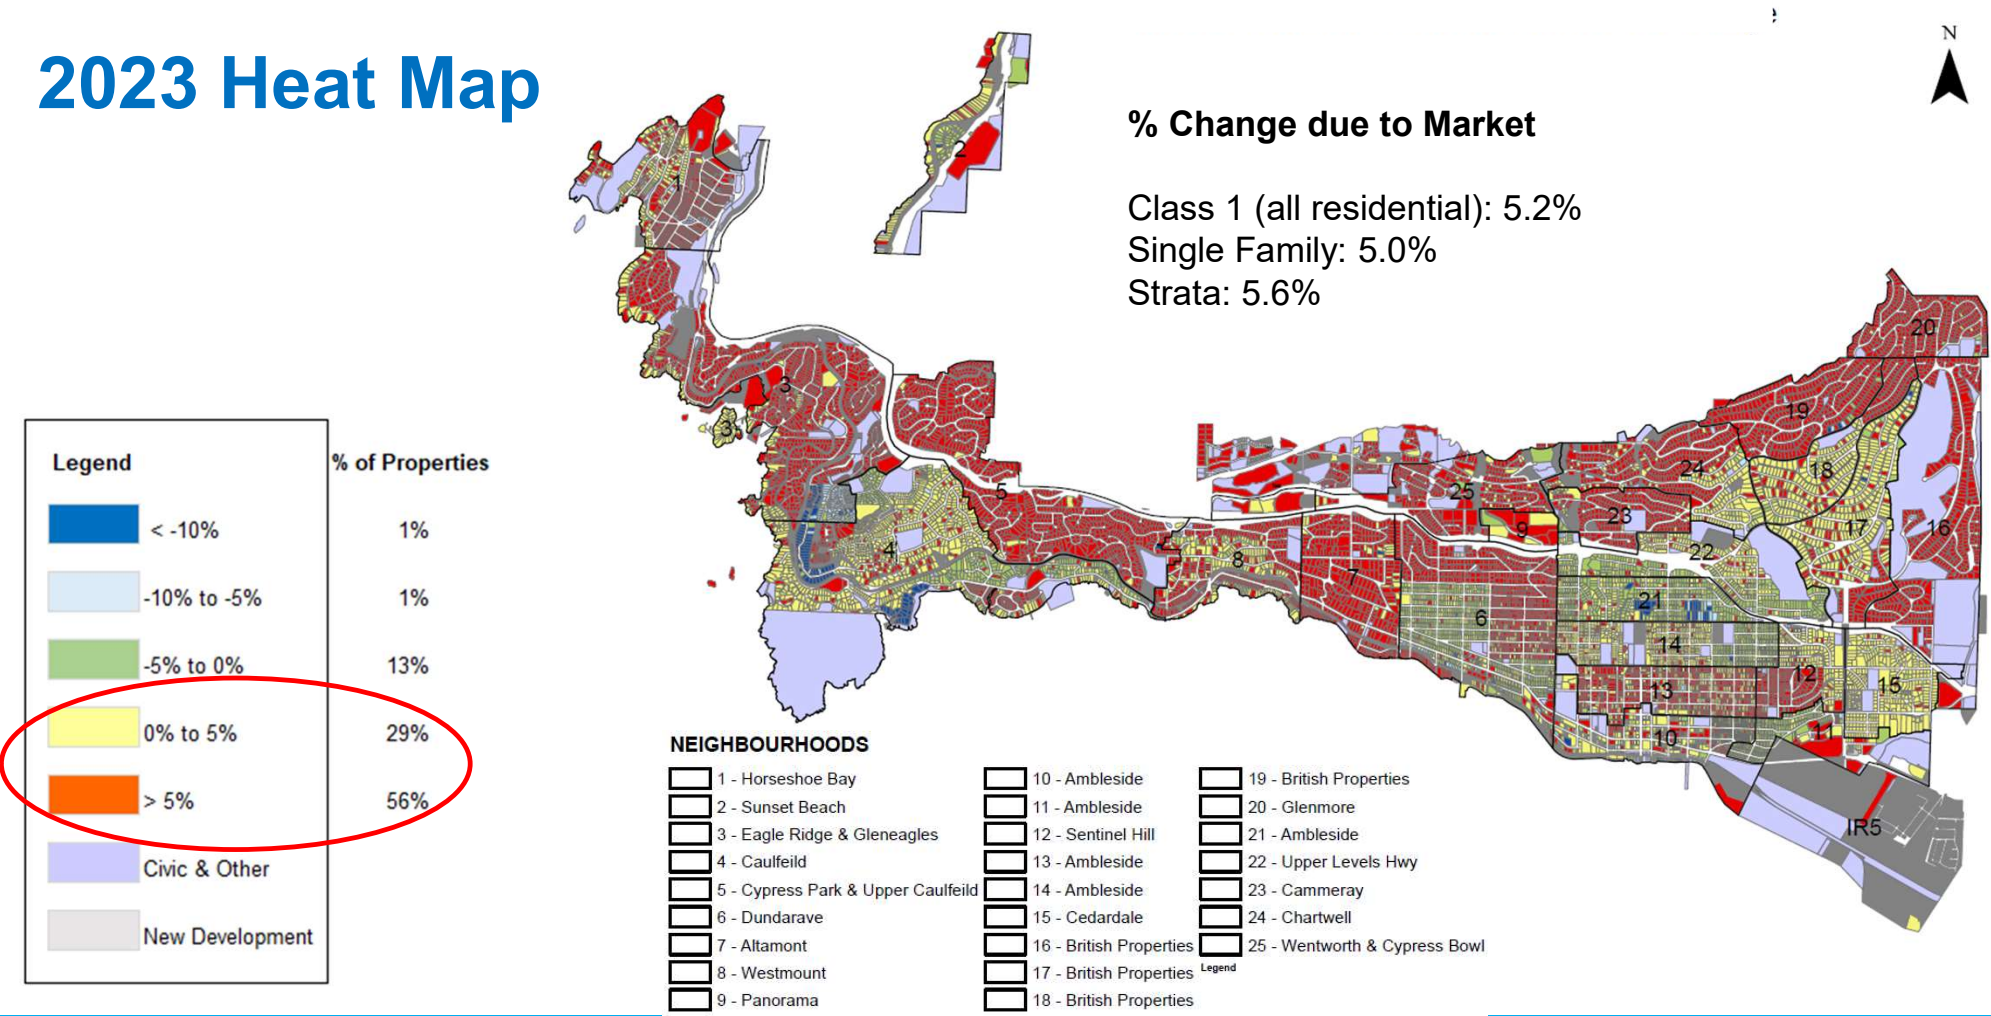 2023 Heat Map
N
% Change due to Market
Class 1 (all residential): 5.2%
Single Family: 5.0%
Strata: 5.6%
Legend % of Properties
< -10% 1%
-10% to -5% 1%
-5% to 0% 13%
0% to 5% 29%
> 5% 56%
Civic & Other
New Development
1
2
3
3
4
5
6
7
8
9
10
11
12
13
14
15
16
17
18
19
20
21
22
23
24
25
IR5
NEIGHBOURHOODS
1 - Horseshoe Bay
2 - Sunset Beach
3 - Eagle Ridge & Gleneagles
4 - Caulfeild
5 - Cypress Park & Upper Caulfeild
6 - Dundarave
7 - Altamont
8 - Westmount
9 - Panorama
10 - Ambleside
11 - Ambleside
12 - Sentinel Hill
13 - Ambleside
14 - Ambleside
15 - Cedardale
16 - British Properties
17 - British Properties
18 - British Properties
19 - British Properties
20 - Glenmore
21 - Ambleside
22 - Upper Levels Hwy
23 - Cammeray
24 - Chartwell
25 - Wentworth & Cypress Bowl
Legend